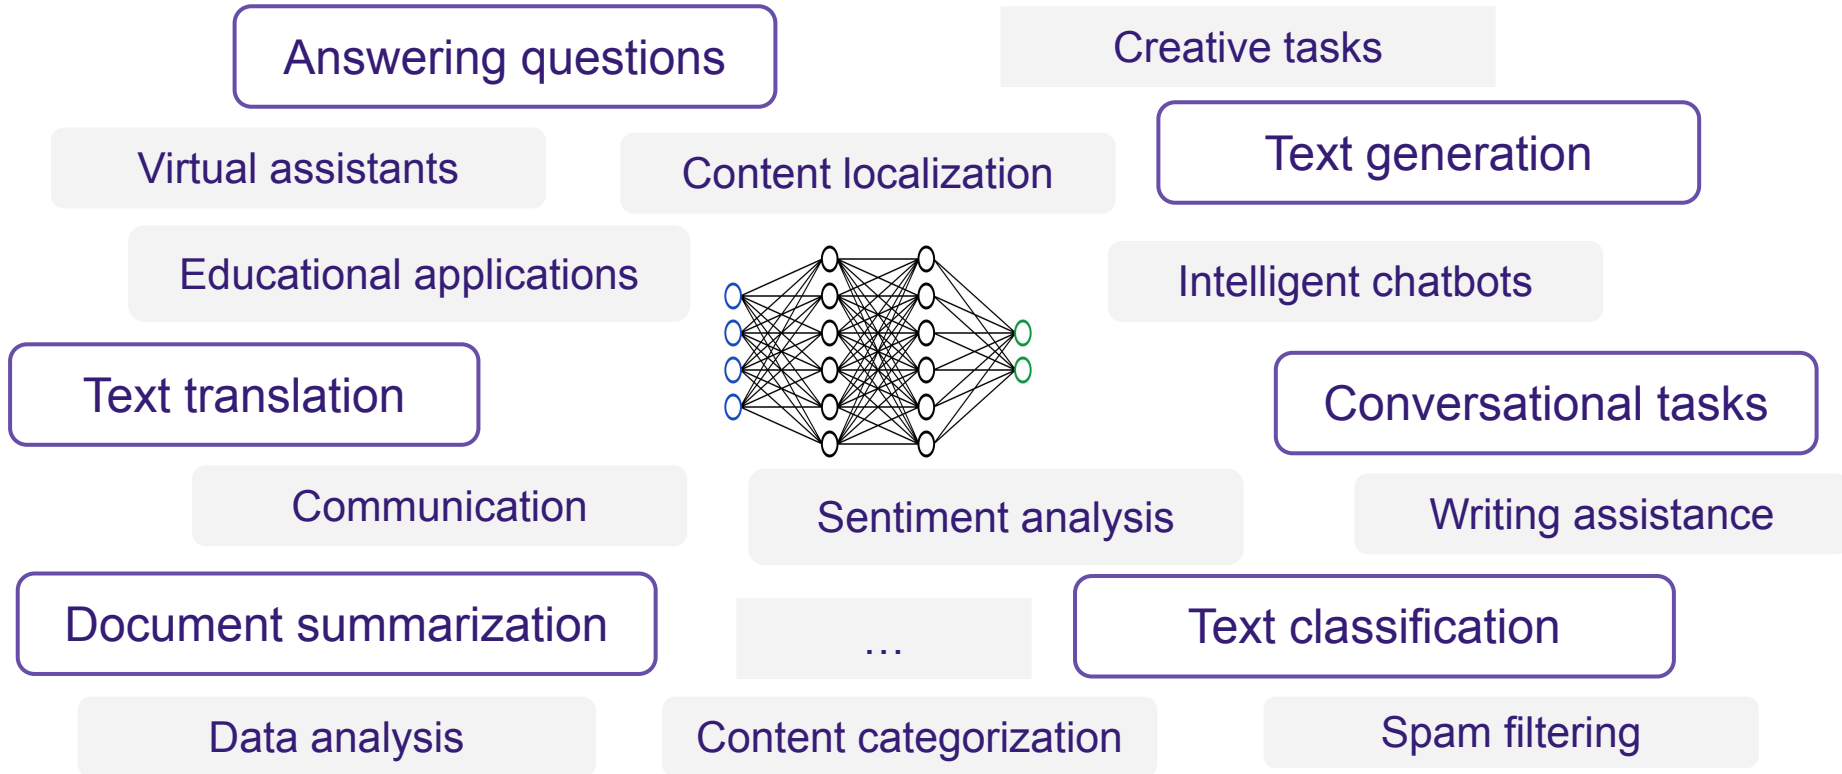 Answering questions
Creative tasks
Virtual assistants
Content localization
Text generation
Educational applications
Intelligent chatbots
Text translation
Conversational tasks
Communication
Sentiment analysis
Writing assistance
Document summarization
…
Text classification
Data analysis
Content categorization
Spam filtering